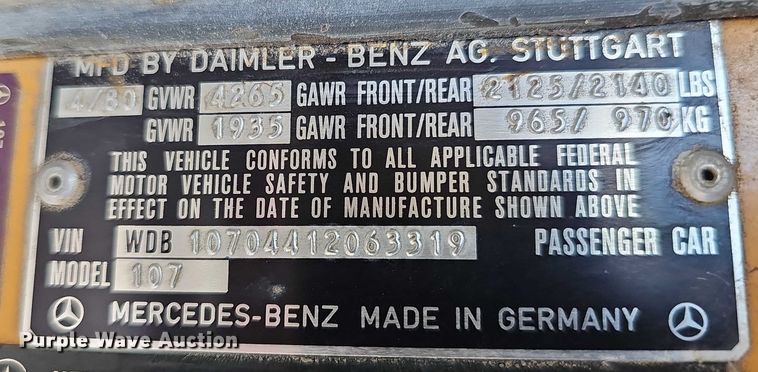 MFD BY DAIMLER - BENZ AG. STUTTGART
4/80 GVWR 4265 GAWR FRONT/REAR 2125/2140 LBS
GVWR 1935 GAWR FRONT/REAR 965/ 970 KG
THIS VEHICLE CONFORMS TO ALL APPLICABLE FEDERAL
MOTOR VEHICLE SAFETY AND BUMPER STANDARDS IN
EFFECT ON THE DATE OF MANUFACTURE SHOWN ABOVE
VIN WDB 10704412063319 PASSENGER CAR
MODEL 107
MERCEDES-BENZ MADE IN GERMANY
Purple Wave Auction